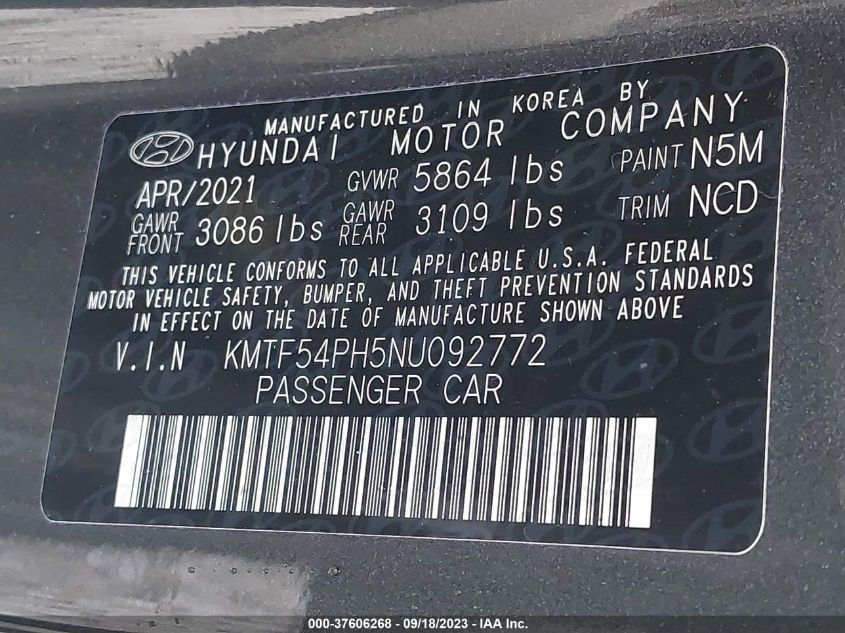 MANUFACTURED IN KOREA BY
HYUNDAI MOTOR COMPANY
APR/2021 GVWR 5864 lbs PAINT N5M
GAWR FRONT 3086 lbs GAWR REAR 3109 lbs TRIM NCD
THIS VEHICLE CONFORMS TO ALL APPLICABLE U.S.A. FEDERAL
MOTOR VEHICLE SAFETY, BUMPER, AND THEFT PREVENTION STANDARDS
IN EFFECT ON THE DATE OF MANUFACTURE SHOWN ABOVE
V.I.N KMTF54PH5NU092772
PASSENGER CAR
000-37606268 - 09/18/2023 - IAA Inc.